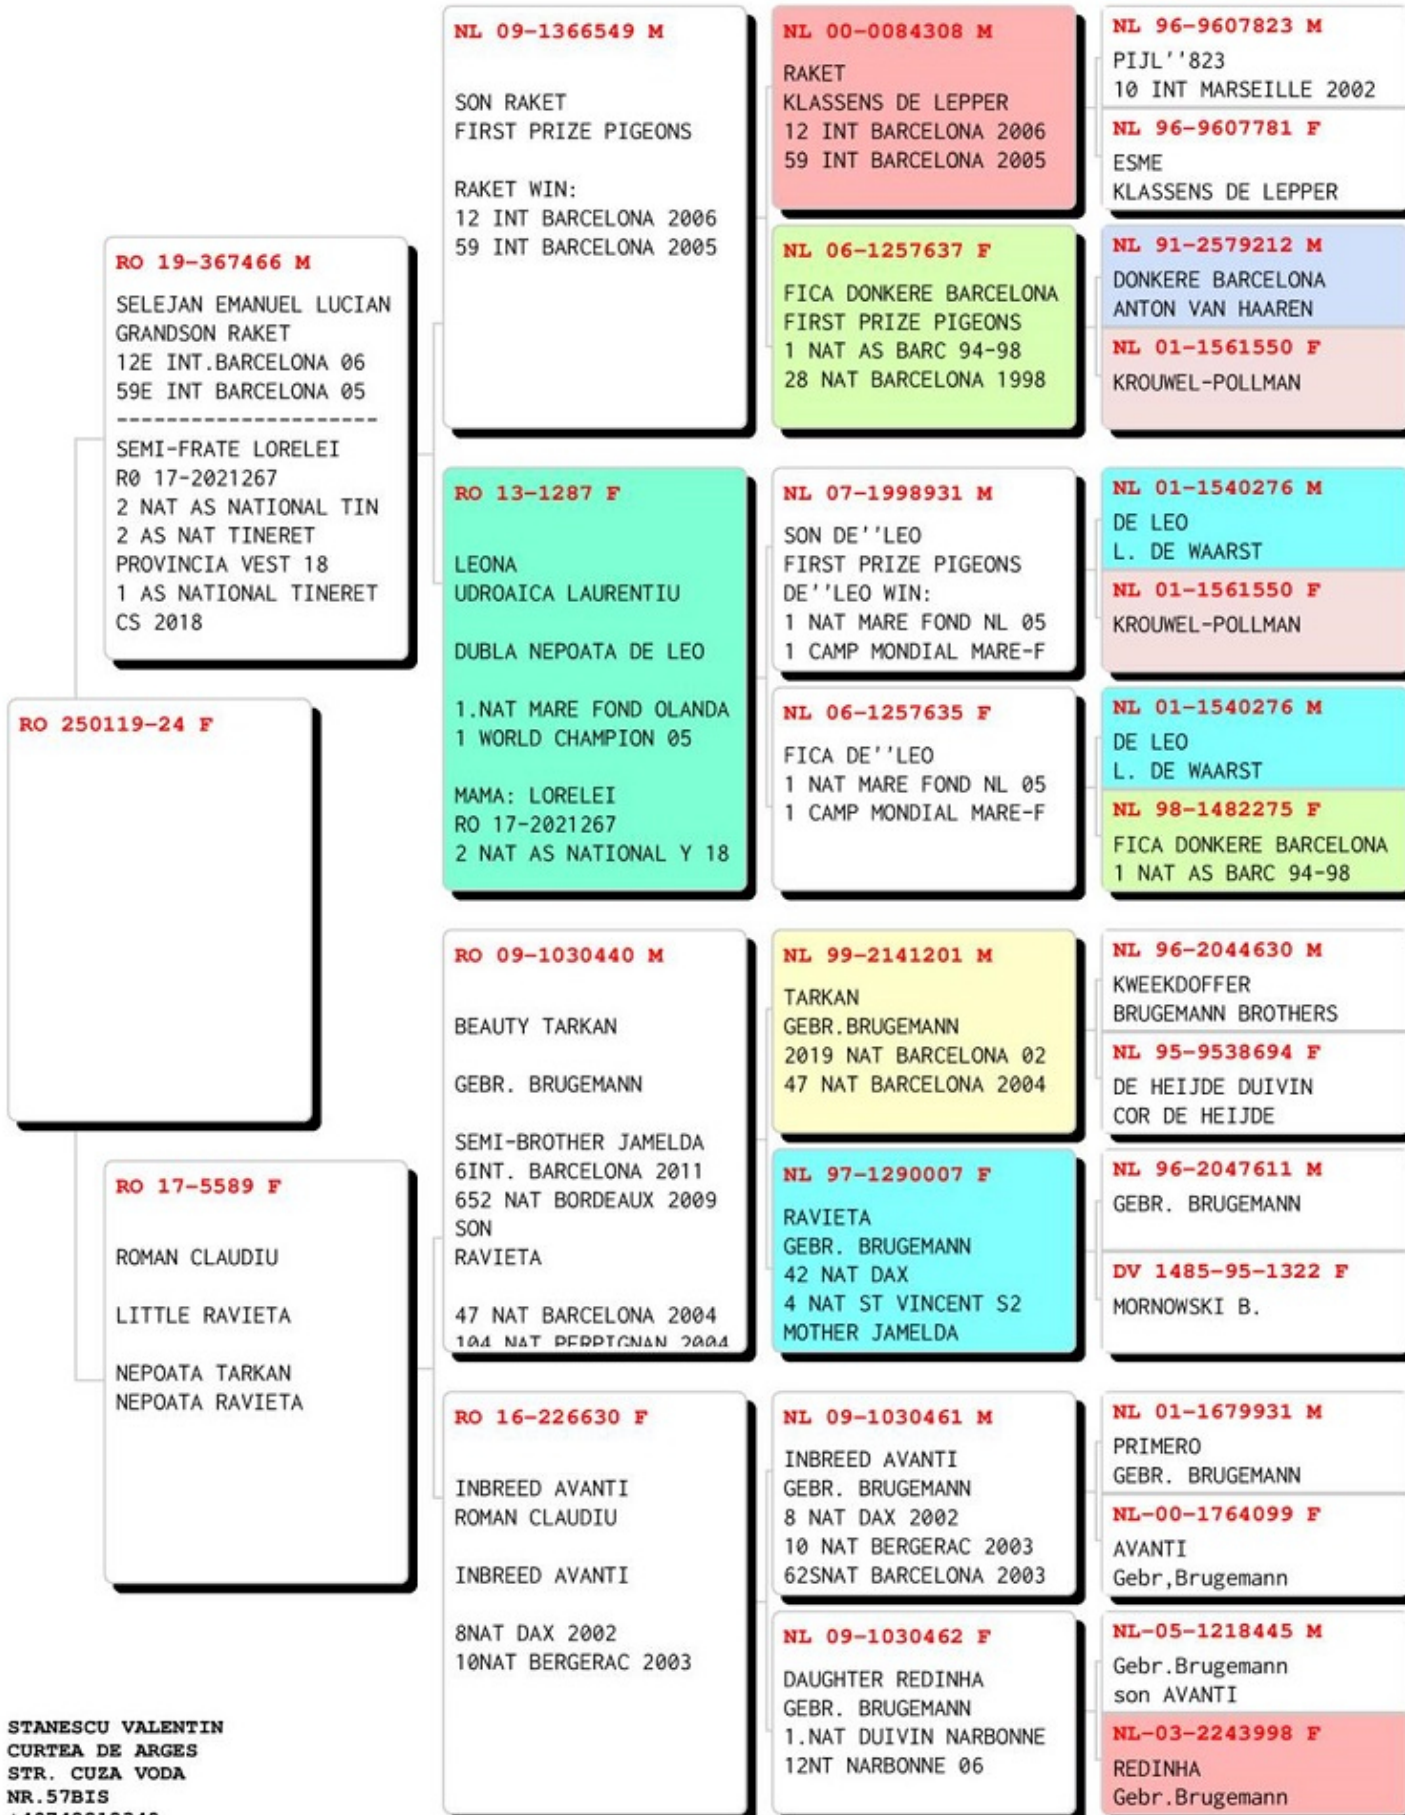 RO 250119-24 F
RO 19-367466 M
SELEJAN EMANUEL LUCIAN
GRANDSON RAKET
12E INT.BARCELONA 06
59E INT BARCELONA 05
---------------------
SEMI-FRATE LORELEI
R0 17-2021267
2 NAT AS NATIONAL TIN
2 AS NAT TINERET
PROVINCIA VEST 18
1 AS NATIONAL TINERET
CS 2018
RO 17-5589 F
ROMAN CLAUDIU
LITTLE RAVIETA
NEPOATA TARKAN
NEPOATA RAVIETA
NL 09-1366549 M
SON RAKET
FIRST PRIZE PIGEONS
RAKET WIN:
12 INT BARCELONA 2006
59 INT BARCELONA 2005
RO 13-1287 F
LEONA
UDROAICA LAURENTIU
DUBLA NEPOATA DE LEO
1.NAT MARE FOND OLANDA
1 WORLD CHAMPION 05
MAMA: LORELEI
RO 17-2021267
2 NAT AS NATIONAL Y 18
RO 09-1030440 M
BEAUTY TARKAN
GEBR. BRUGEMANN
SEMI-BROTHER JAMELDA
6INT. BARCELONA 2011
652 NAT BORDEAUX 2009
SON
RAVIETA
47 NAT BARCELONA 2004
104 NAT PERPIGNAN 2004
RO 16-226630 F
INBREED AVANTI
ROMAN CLAUDIU
INBREED AVANTI
8NAT DAX 2002
10NAT BERGERAC 2003
NL 00-0084308 M
RAKET
KLASSENS DE LEPPER
12 INT BARCELONA 2006
59 INT BARCELONA 2005
NL 06-1257637 F
FICA DONKERE BARCELONA
FIRST PRIZE PIGEONS
1 NAT AS BARC 94-98
28 NAT BARCELONA 1998
NL 07-1998931 M
SON DE''LEO
FIRST PRIZE PIGEONS
DE''LEO WIN:
1 NAT MARE FOND NL 05
1 CAMP MONDIAL MARE-F
NL 06-1257635 F
FICA DE''LEO
1 NAT MARE FOND NL 05
1 CAMP MONDIAL MARE-F
NL 99-2141201 M
TARKAN
GEBR.BRUGEMANN
2019 NAT BARCELONA 02
47 NAT BARCELONA 2004
NL 97-1290007 F
RAVIETA
GEBR. BRUGEMANN
42 NAT DAX
4 NAT ST VINCENT S2
MOTHER JAMELDA
NL 09-1030461 M
INBREED AVANTI
GEBR. BRUGEMANN
8 NAT DAX 2002
10 NAT BERGERAC 2003
62SNAT BARCELONA 2003
NL 09-1030462 F
DAUGHTER REDINHA
GEBR. BRUGEMANN
1.NAT DUIVIN NARBONNE
12NT NARBONNE 06
NL 96-9607823 M
PIJL''823
10 INT MARSEILLE 2002
NL 96-9607781 F
ESME
KLASSENS DE LEPPER
NL 91-2579212 M
DONKERE BARCELONA
ANTON VAN HAAREN
NL 01-1561550 F
KROUWEL-POLLMAN
NL 01-1540276 M
DE LEO
L. DE WAARST
NL 01-1561550 F
KROUWEL-POLLMAN
NL 01-1540276 M
DE LEO
L. DE WAARST
NL 98-1482275 F
FICA DONKERE BARCELONA
1 NAT AS BARC 94-98
NL 96-2044630 M
KWEEKDOFFER
BRUGEMANN BROTHERS
NL 95-9538694 F
DE HEIJDE DUIVIN
COR DE HEIJDE
NL 96-2047611 M
GEBR. BRUGEMANN
DV 1485-95-1322 F
MORNOWSKI B.
NL 01-1679931 M
PRIMERO
GEBR. BRUGEMANN
NL-00-1764099 F
AVANTI
Gebr,Brugemann
NL-05-1218445 M
Gebr.Brugemann
son AVANTI
NL-03-2243998 F
REDINHA
Gebr.Brugemann
STANESCU VALENTIN
CURTEA DE ARGES
STR. CUZA VODA
NR.57BIS